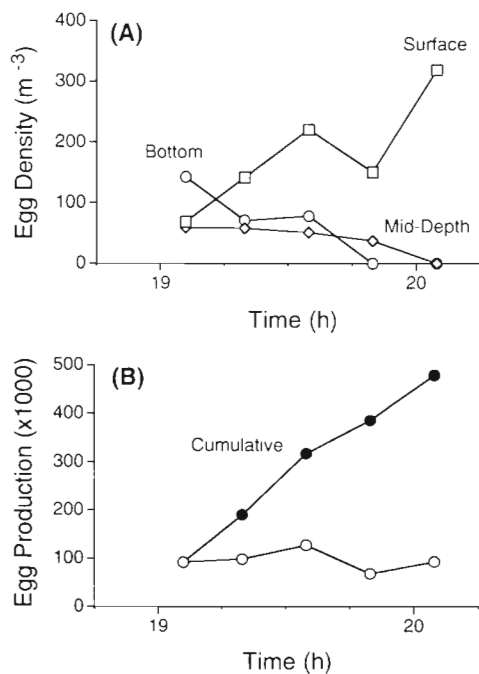 (A)
Egg Density (m⁻³)
400
300
200
100
0
Surface
Bottom
Mid-Depth
19
20
Time (h)
(B)
Egg Production (x1000)
500
400
300
200
100
0
Cumulative
19
20
Time (h)